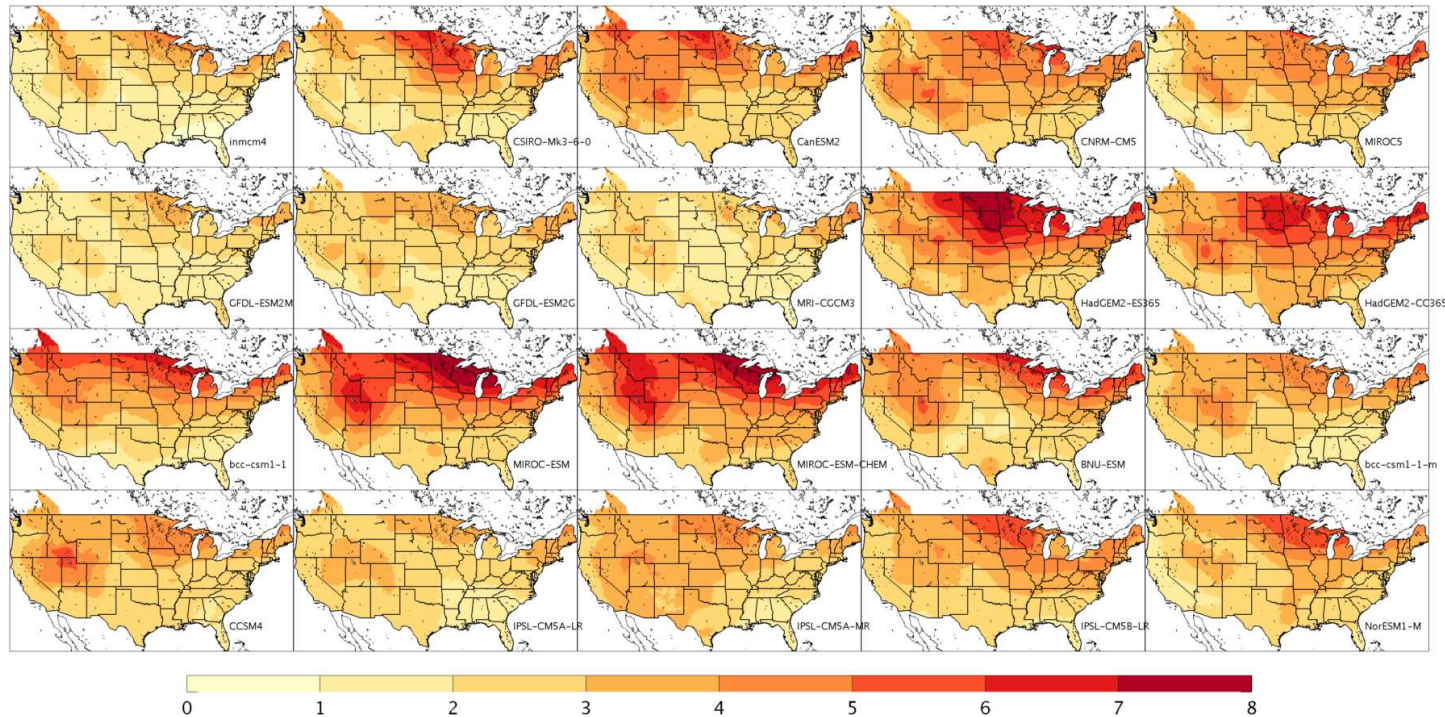 inmcm4
CSIRO-Mk3-6-0
CanESM2
CNRM-CM5
MIROC5
GFDL-ESM2M
GFDL-ESM2G
MRI-CGCM3
HadGEM2-ES365
HadGEM2-CC365
bcc-csm1-1
MIROC-ESM
MIROC-ESM-CHEM
BNU-ESM
bcc-csm1-1-m
CCSM4
IPSL-CM5A-LR
IPSL-CM5A-MR
IPSL-CM5B-LR
NorESM1-M
0 1 2 3 4 5 6 7 8